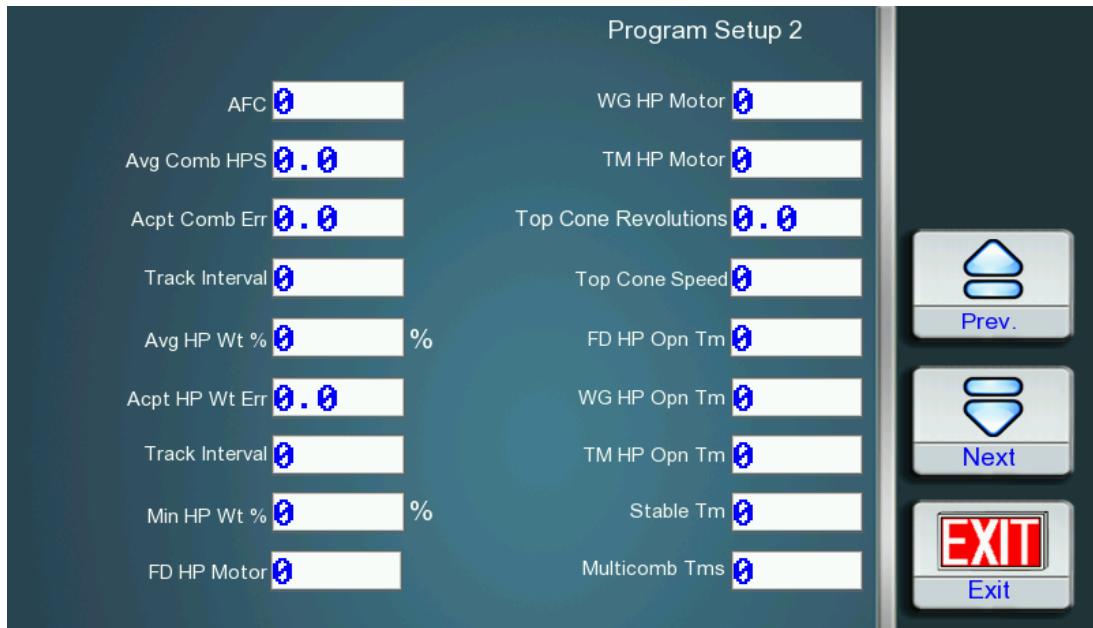 Program Setup 2
AFC 0
WG HP Motor 0
Avg Comb HPS 0.0
TM HP Motor 0
Acpt Comb Err 0.0
Top Cone Revolutions 0.0
Track Interval 0
Top Cone Speed 0
Avg HP Wt % 0 %
FD HP Opn Tm 0
Acpt HP Wt Err 0.0
WG HP Opn Tm 0
Track Interval 0
TM HP Opn Tm 0
Min HP Wt % 0 %
Stable Tm 0
FD HP Motor 0
Multicomb Tms 0
Prev.
Next
EXIT
Exit